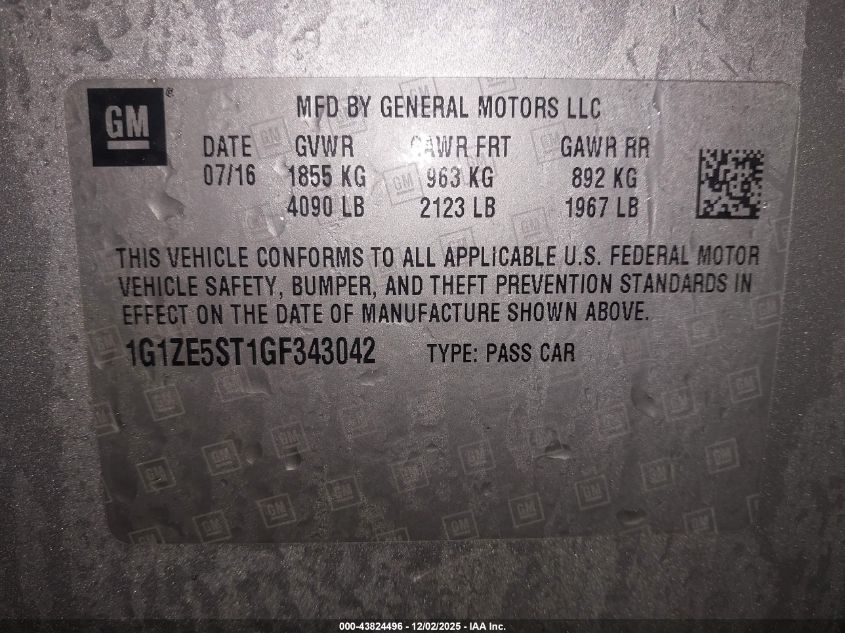 GM ®
MFD BY GENERAL MOTORS LLC
DATE GVWR GAWR FRT GAWR RR
07/16 1855 KG 963 KG 892 KG
4090 LB 2123 LB 1967 LB
THIS VEHICLE CONFORMS TO ALL APPLICABLE U.S. FEDERAL MOTOR
VEHICLE SAFETY, BUMPER, AND THEFT PREVENTION STANDARDS IN
EFFECT ON THE DATE OF MANUFACTURE SHOWN ABOVE.
1G1ZE5ST1GF343042 TYPE: PASS CAR
000-43824496 - 12/02/2025 - IAA Inc.